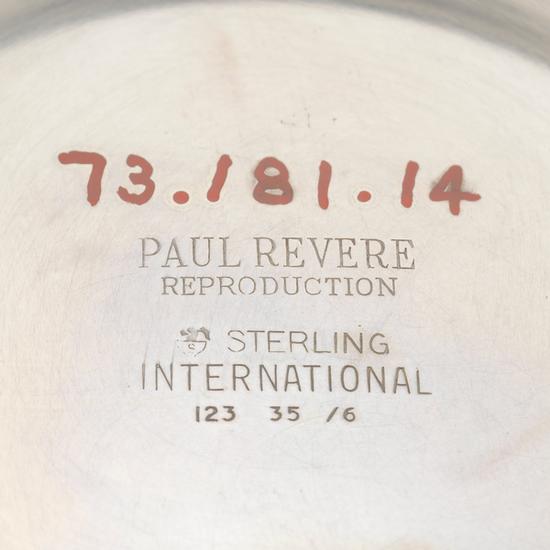 73.181.14
PAUL REVERE
REPRODUCTION
S STERLING
INTERNATIONAL
123 35 /6